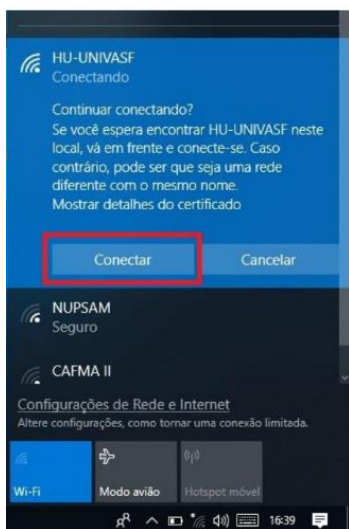 HU-UNIVASF
Conectando
Continuar conectando?
Se você espera encontrar HU-UNIVASF neste
local, vá em frente e conecte-se. Caso
contrário, pode ser que seja uma rede
diferente com o mesmo nome.
Mostrar detalhes do certificado
Conectar Cancelar
NUPSAM
Seguro
CAFMA II
Configurações de Rede e Internet
Altere configurações, como tornar uma conexão limitada.
Wi-Fi Modo avião Hotspot móvel
16:39